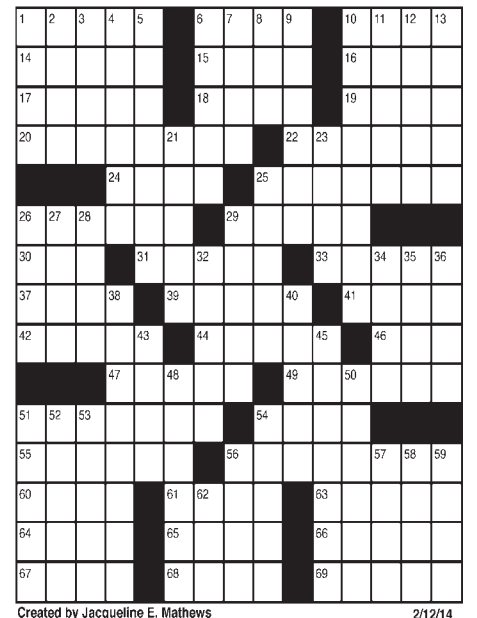 1 2 3 4 5 6 7 8 9 10 11 12 13
14 15 16
17 18 19
20 21 22 23
24 25
26 27 28 29
30 31 32 33 34 35 36
37 38 39 40 41
42 43 44 45 46
47 48 49 50
51 52 53 54
55 56 57 58 59
60 61 62 63
64 65 66
67 68 69
Created by Jacqueline E. Mathews 2/12/14